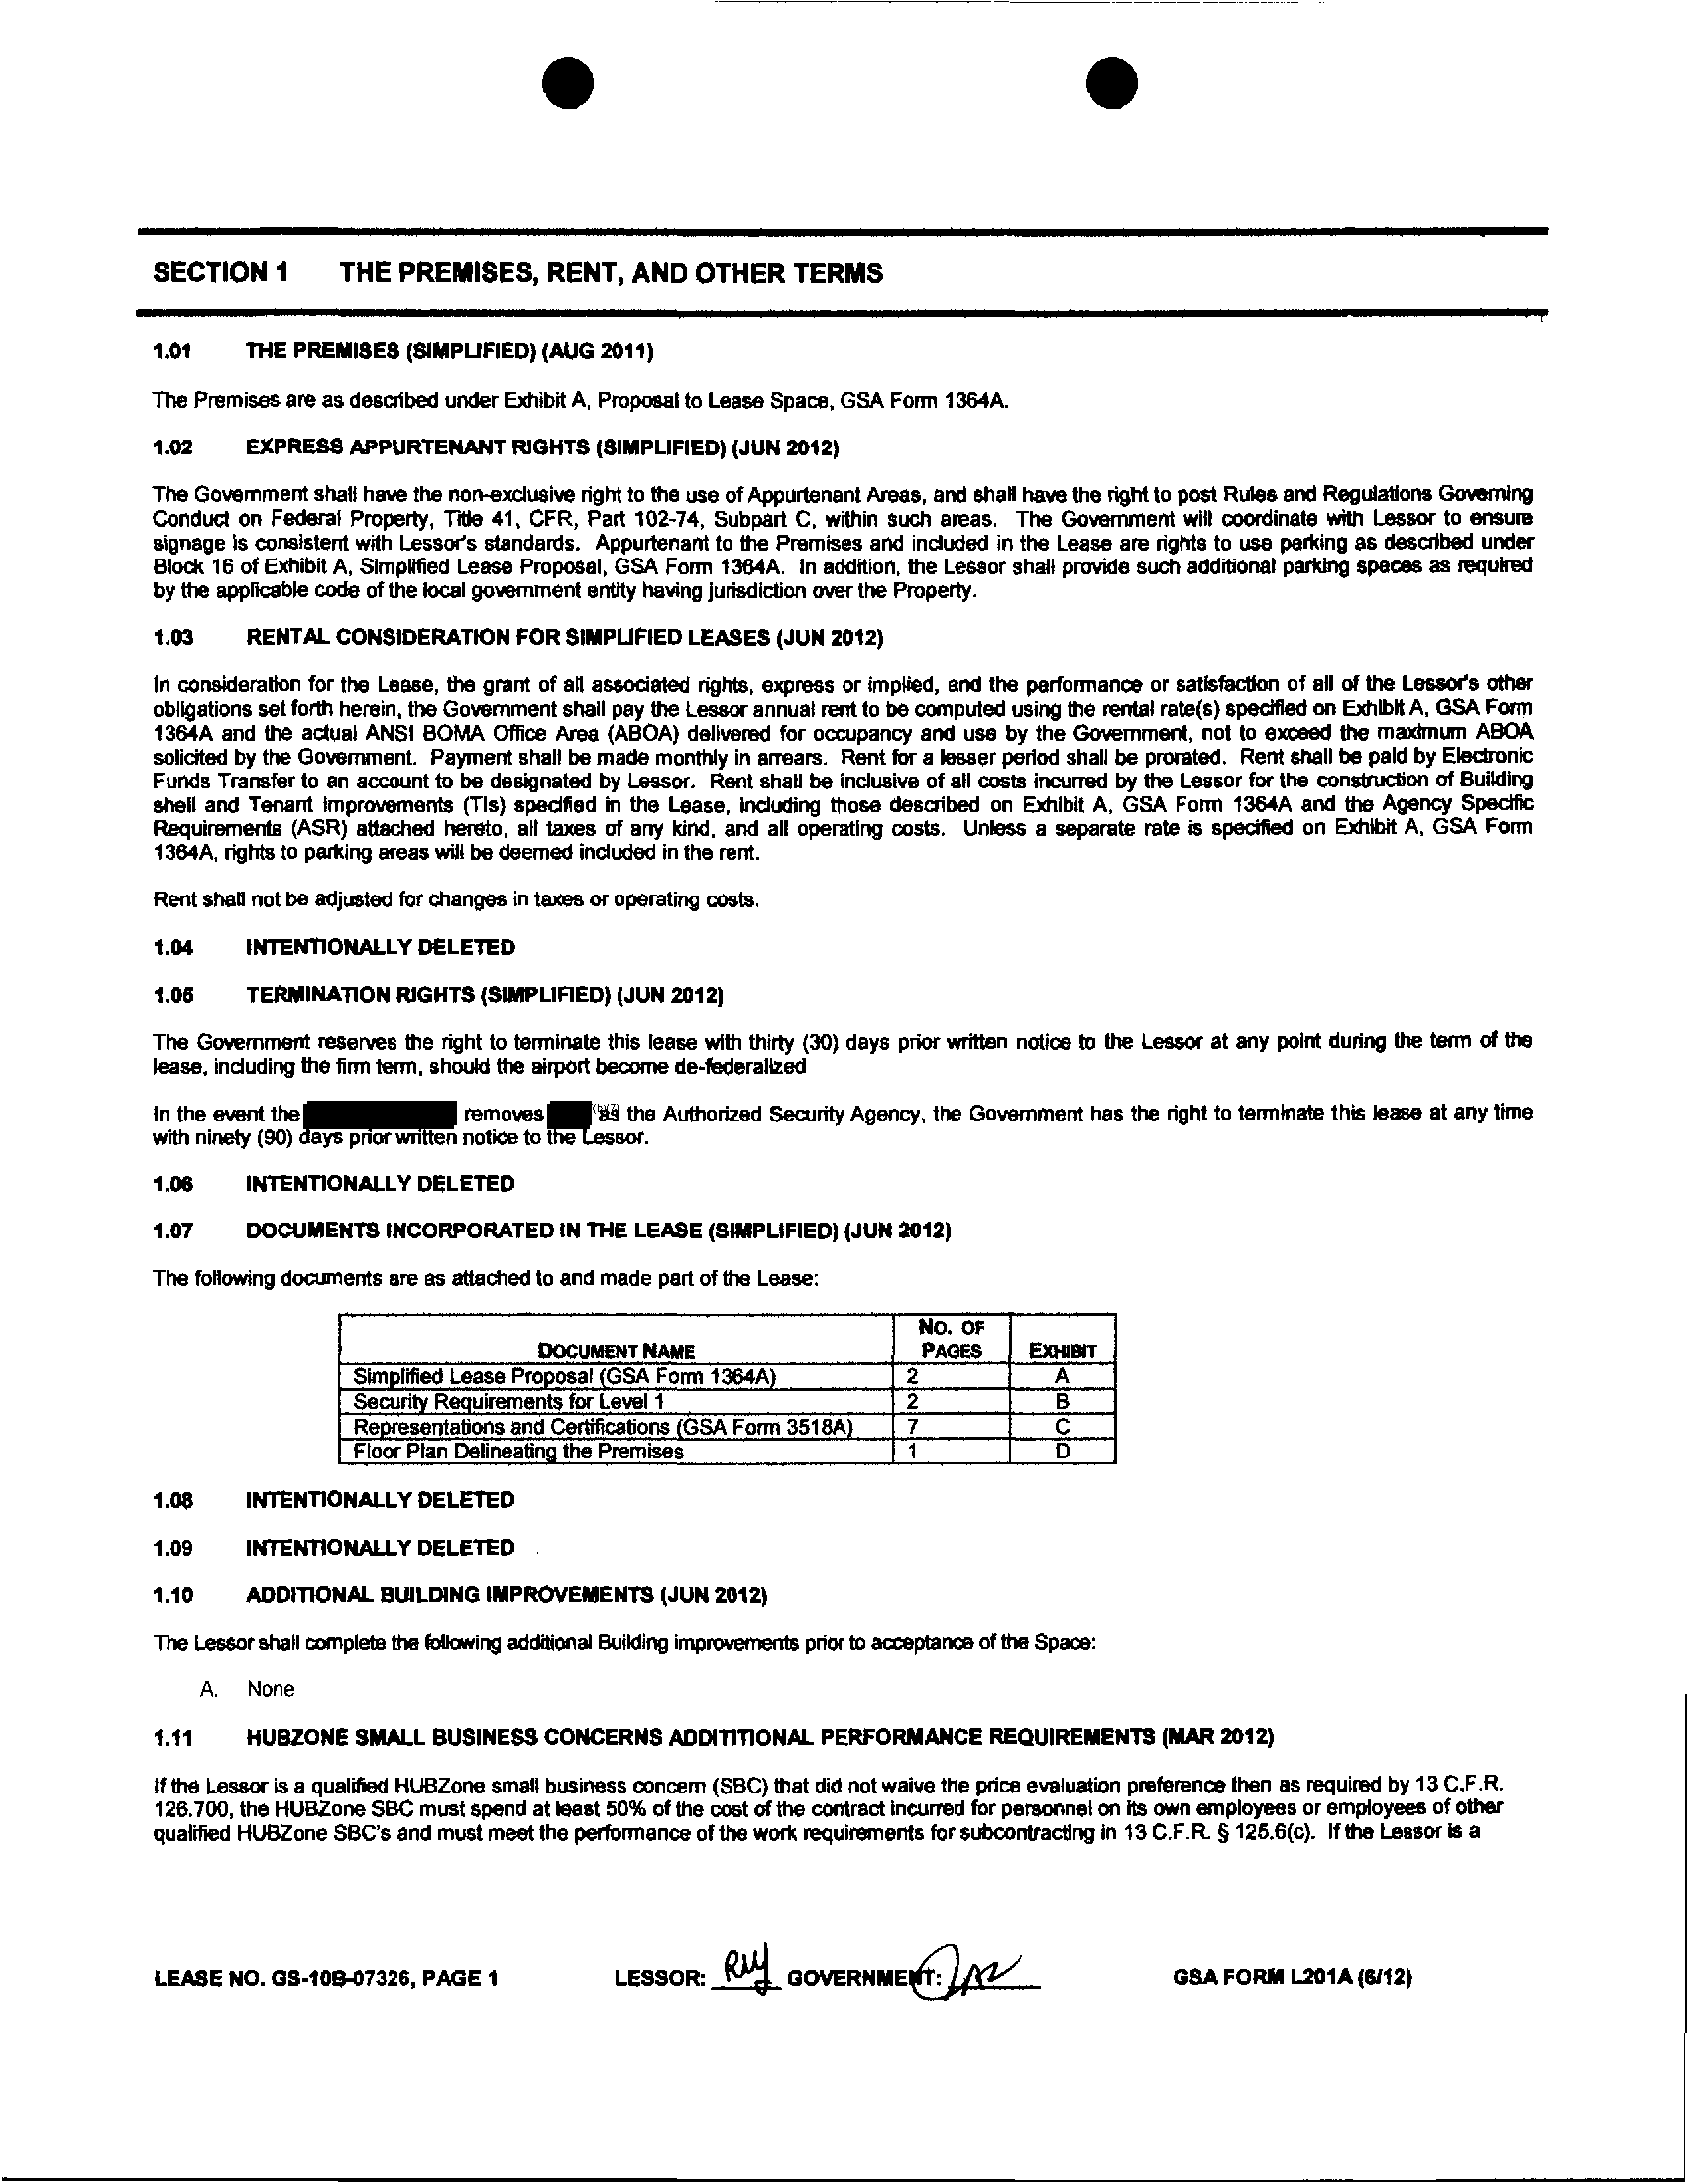 SECTION 1 THE PREMISES, RENT, AND OTHER TERMS
1.01 THE PREMISES (SIMPLIFIED) (AUG 2011)
The Premises are as described under Exhibit A, Proposal to Lease Space, GSA Form 1364A.
1.02 EXPRESS APPURTENANT RIGHTS (SIMPLIFIED) (JUN 2012)
The Government shall have the non-exclusive right to the use of Appurtenant Areas, and shall have the right to post Rules and Regulations Governing
Conduct on Federal Property, Title 41, CFR, Part 102-74, Subpart C, within such areas. The Government will coordinate with Lessor to ensure
signage is consistent with Lessor's standards. Appurtenant to the Premises and included in the Lease are rights to use parking as described under
Block 16 of Exhibit A, Simplified Lease Proposal, GSA Form 1364A. In addition, the Lessor shall provide such additional parking spaces as required
by the applicable code of the local government entity having jurisdiction over the Property.
1.03 RENTAL CONSIDERATION FOR SIMPLIFIED LEASES (JUN 2012)
In consideration for the Lease, the grant of all associated rights, express or implied, and the performance or satisfaction of all of the Lessor's other
obligations set forth herein, the Government shall pay the Lessor annual rent to be computed using the rental rate(s) specified on Exhibit A, GSA Form
1364A and the actual ANSI BOMA Office Area (ABOA) delivered for occupancy and use by the Government, not to exceed the maximum ABOA
solicited by the Government. Payment shall be made monthly in arrears. Rent for a lesser period shall be prorated. Rent shall be paid by Electronic
Funds Transfer to an account to be designated by Lessor. Rent shall be inclusive of all costs incurred by the Lessor for the construction of Building
shell and Tenant Improvements (TIs) specified in the Lease, including those described on Exhibit A, GSA Form 1364A and the Agency Specific
Requirements (ASR) attached hereto, all taxes of any kind, and all operating costs. Unless a separate rate is specified on Exhibit A, GSA Form
1364A, rights to parking areas will be deemed included in the rent.
Rent shall not be adjusted for changes in taxes or operating costs.
1.04 INTENTIONALLY DELETED
1.05 TERMINATION RIGHTS (SIMPLIFIED) (JUN 2012)
The Government reserves the right to terminate this lease with thirty (30) days prior written notice to the Lessor at any point during the term of the
lease, including the firm term, should the airport become de-federalized
In the event the removes as the Authorized Security Agency, the Government has the right to terminate this lease at any time
with ninety (90) days prior written notice to the Lessor.
1.06 INTENTIONALLY DELETED
1.07 DOCUMENTS INCORPORATED IN THE LEASE (SIMPLIFIED) (JUN 2012)
The following documents are as attached to and made part of the Lease:
DOCUMENT NAME NO. OF PAGES EXHIBIT
Simplified Lease Proposal (GSA Form 1364A) 2 A
Security Requirements for Level 1 2 B
Representations and Certifications (GSA Form 3518A) 7 C
Floor Plan Delineating the Premises 1 D
1.08 INTENTIONALLY DELETED
1.09 INTENTIONALLY DELETED
1.10 ADDITIONAL BUILDING IMPROVEMENTS (JUN 2012)
The Lessor shall complete the following additional Building improvements prior to acceptance of the Space:
A. None
1.11 HUBZONE SMALL BUSINESS CONCERNS ADDITITIONAL PERFORMANCE REQUIREMENTS (MAR 2012)
If the Lessor is a qualified HUBZone small business concern (SBC) that did not waive the price evaluation preference then as required by 13 C.F.R.
126.700, the HUBZone SBC must spend at least 50% of the cost of the contract incurred for personnel on its own employees or employees of other
qualified HUBZone SBC's and must meet the performance of the work requirements for subcontracting in 13 C.F.R. § 125.6(c). If the Lessor is a
LEASE NO. GS-10B-07326, PAGE 1 LESSOR: GOVERNMENT: GSA FORM L201A (6/12)